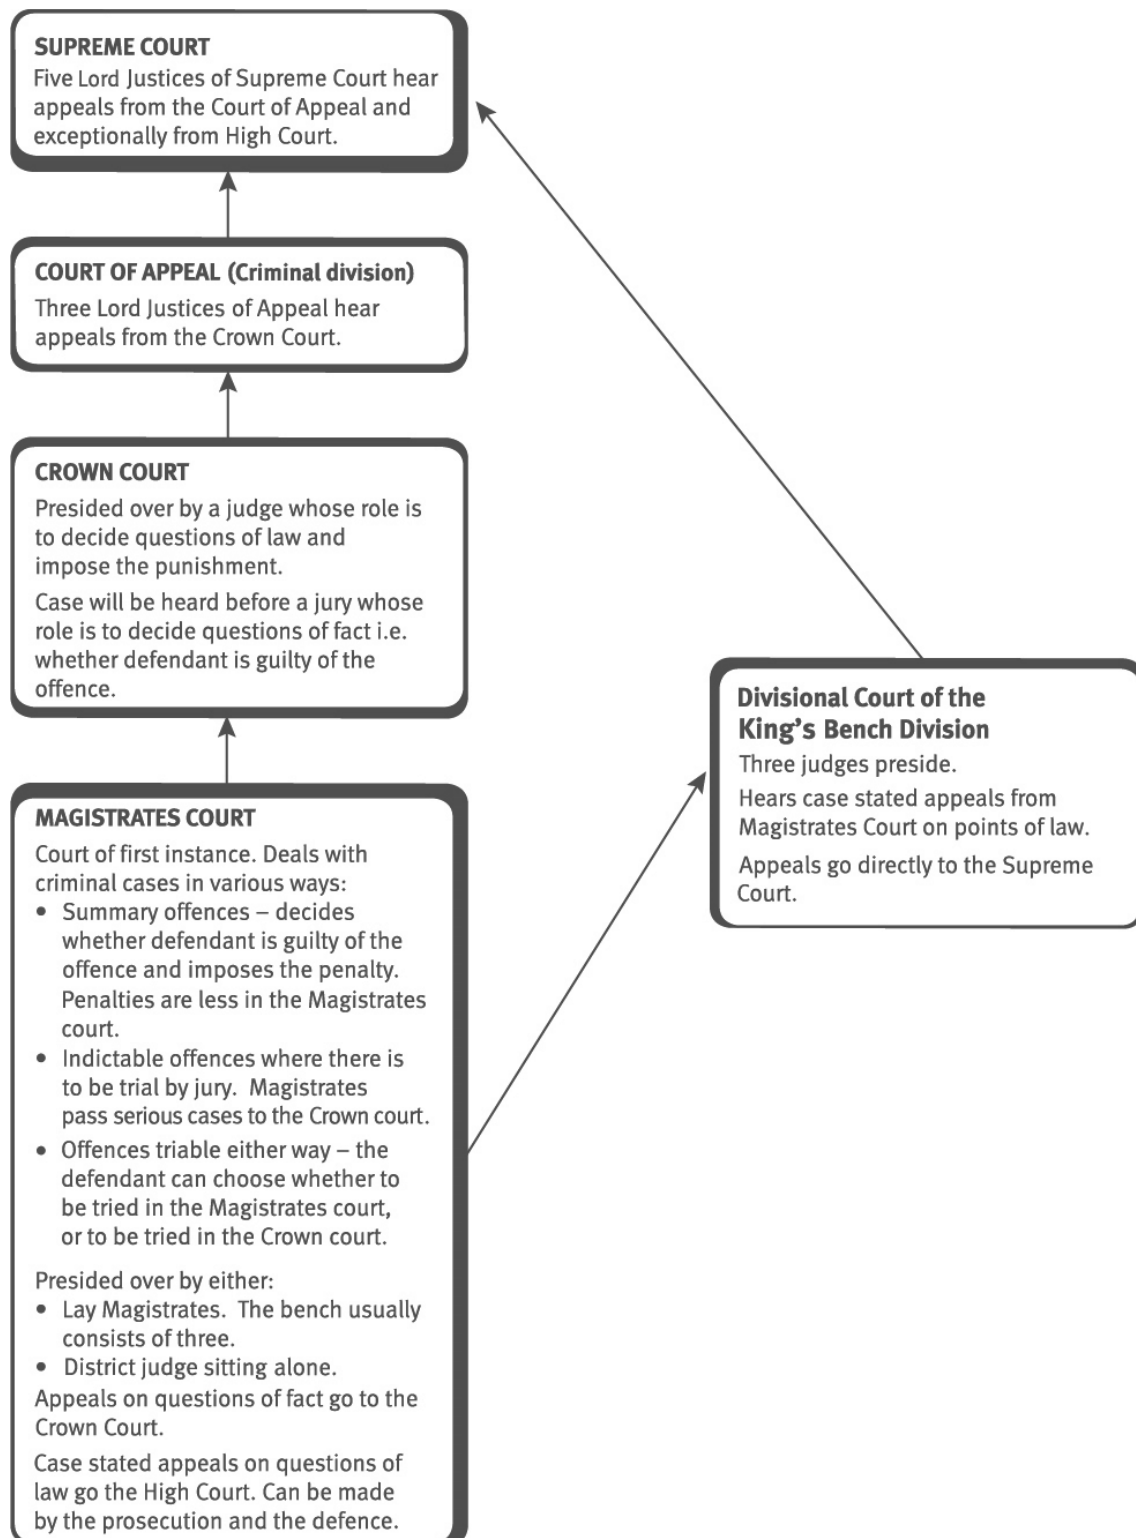 SUPREME COURT
Five Lord Justices of Supreme Court hear
appeals from the Court of Appeal and
exceptionally from High Court.
COURT OF APPEAL (Criminal division)
Three Lord Justices of Appeal hear
appeals from the Crown Court.
CROWN COURT
Presided over by a judge whose role is
to decide questions of law and
impose the punishment.
Case will be heard before a jury whose
role is to decide questions of fact i.e.
whether defendant is guilty of the
offence.
Divisional Court of the
King's Bench Division
Three judges preside.
Hears case stated appeals from
Magistrates Court on points of law.
Appeals go directly to the Supreme
Court.
MAGISTRATES COURT
Court of first instance. Deals with
criminal cases in various ways:
• Summary offences – decides
whether defendant is guilty of the
offence and imposes the penalty.
Penalties are less in the Magistrates
court.
• Indictable offences where there is
to be trial by jury. Magistrates
pass serious cases to the Crown court.
• Offences triable either way – the
defendant can choose whether to
be tried in the Magistrates court,
or to be tried in the Crown court.
Presided over by either:
• Lay Magistrates. The bench usually
consists of three.
• District judge sitting alone.
Appeals on questions of fact go to the
Crown Court.
Case stated appeals on questions of
law go the High Court. Can be made
by the prosecution and the defence.